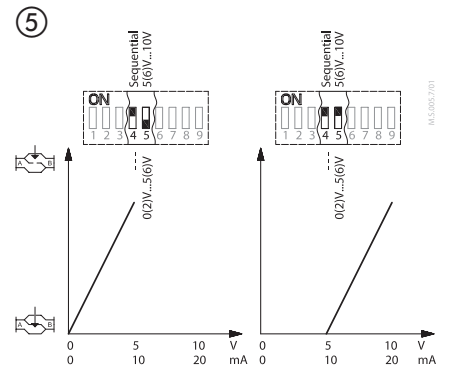 5
Sequential
5(6)V...10V
ON
1 2 3 4 5 6 7 8 9
---
0(2)V...5(6)V
A B
A B
0 5 10 V
0 10 20 mA
Sequential
5(6)V...10V
ON
1 2 3 4 5 6 7 8 9
---
0(2)V...5(6)V
0 5 10 V
0 10 20 mA
M.5.003.7/01